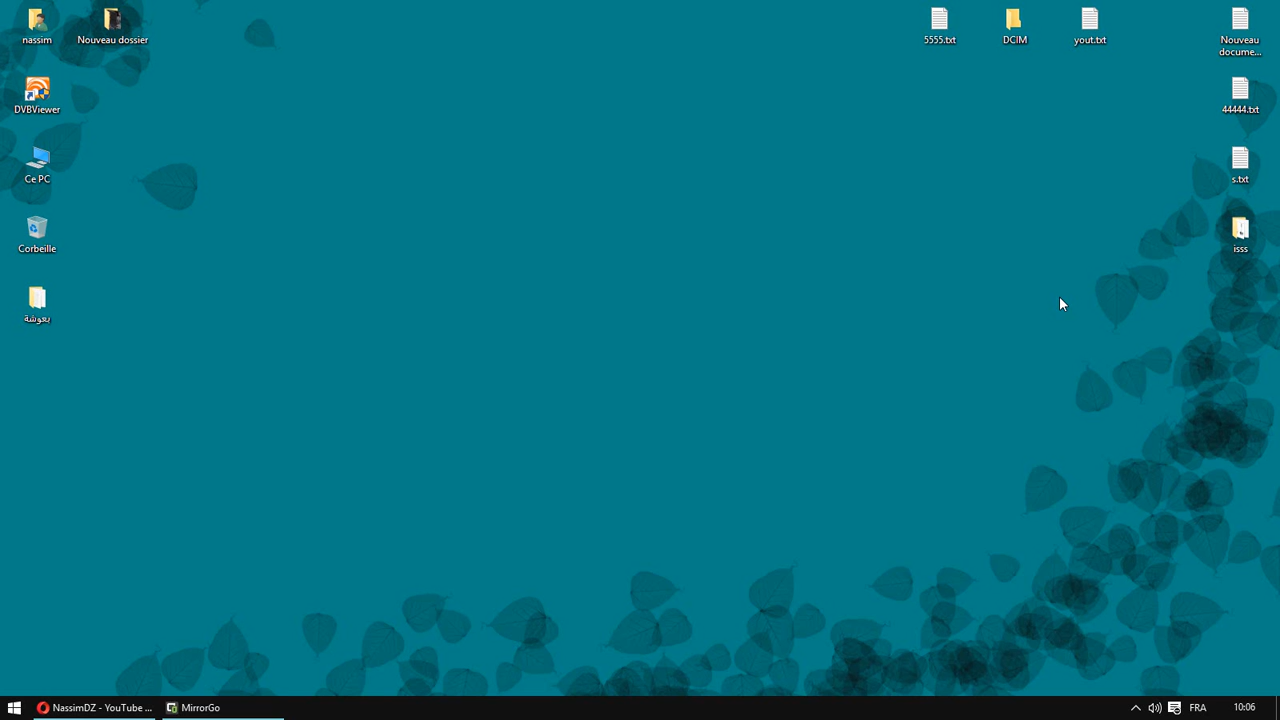 nassim
Nouveau dossier
5555.txt
DCIM
yout.txt
Nouveau
docume...
DVBViewer
44444.txt
Ce PC
s.txt
Corbeille
isss
بعوشة
NassimDZ - YouTube ...
MirrorGo
FRA
10:06